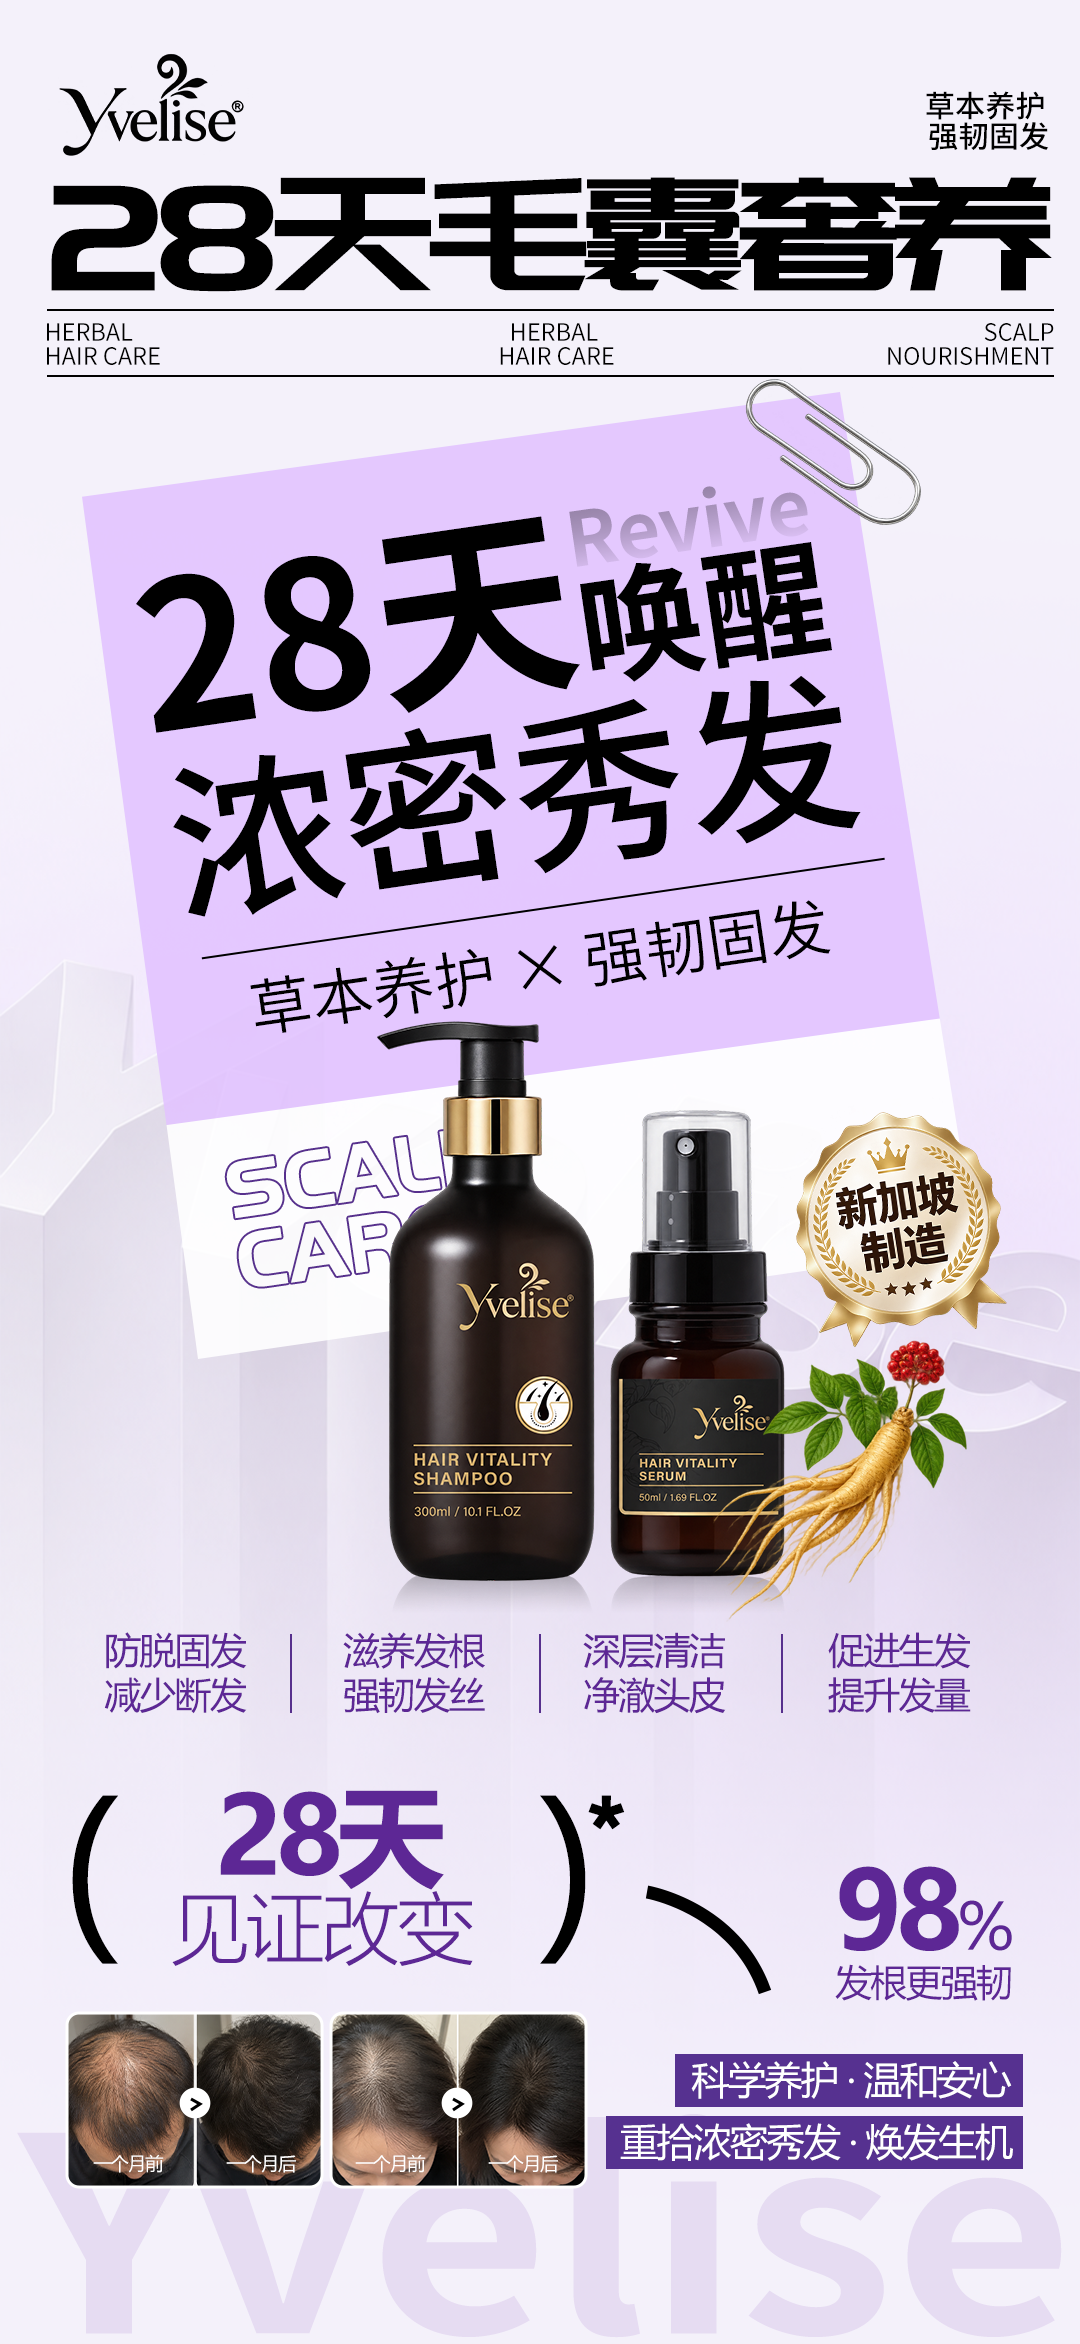 Yvelise®
草本养护
强韧固发
28天毛囊奢养
HERBAL
HAIR CARE
HERBAL
HAIR CARE
SCALP
NOURISHMENT
Revive
28天唤醒
浓密秀发
草本养护 × 强韧固发
SCAL
CAR
Yvelise®
HAIR VITALITY
SHAMPOO
300ml / 10.1 FL.OZ
Yvelise®
HAIR VITALITY
SERUM
50ml / 1.69 FL.OZ
新加坡
制造
防脱固发
减少断发
滋养发根
强韧发丝
深层清洁
净澈头皮
促进生发
提升发量
(28天
见证改变)*
98%
发根更强韧
一个月前
一个月后
一个月前
一个月后
科学养护·温和安心
重拾浓密秀发·焕发生机
Yvelise